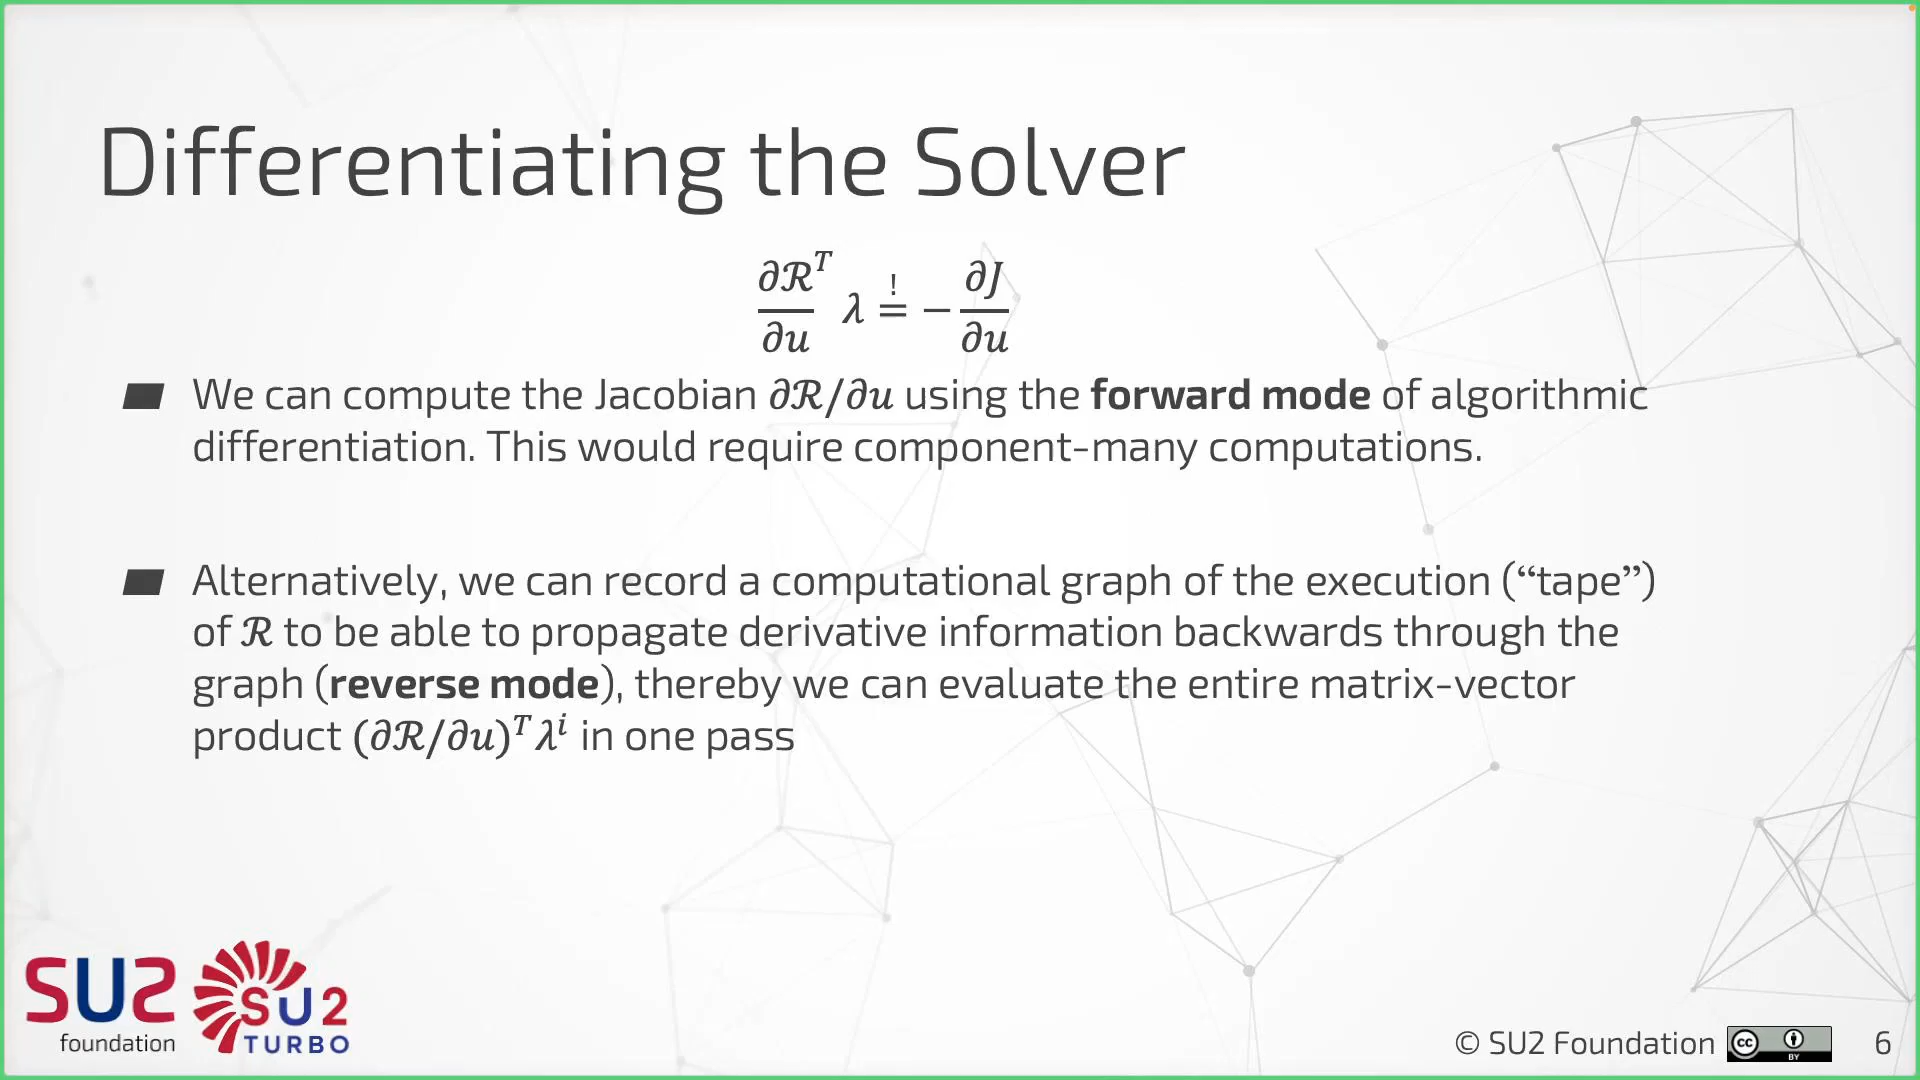 Differentiating the Solver
∂ℛ/∂u ᵀ λ =! − ∂J/∂u
We can compute the Jacobian ∂ℛ/∂u using the forward mode of algorithmic
differentiation. This would require component-many computations.
Alternatively, we can record a computational graph of the execution (“tape”)
of ℛ to be able to propagate derivative information backwards through the
graph (reverse mode), thereby we can evaluate the entire matrix-vector
product (∂ℛ/∂u)ᵀλⁱ in one pass
SU2
foundation
SU2
TURBO
© SU2 Foundation
cc
BY
6